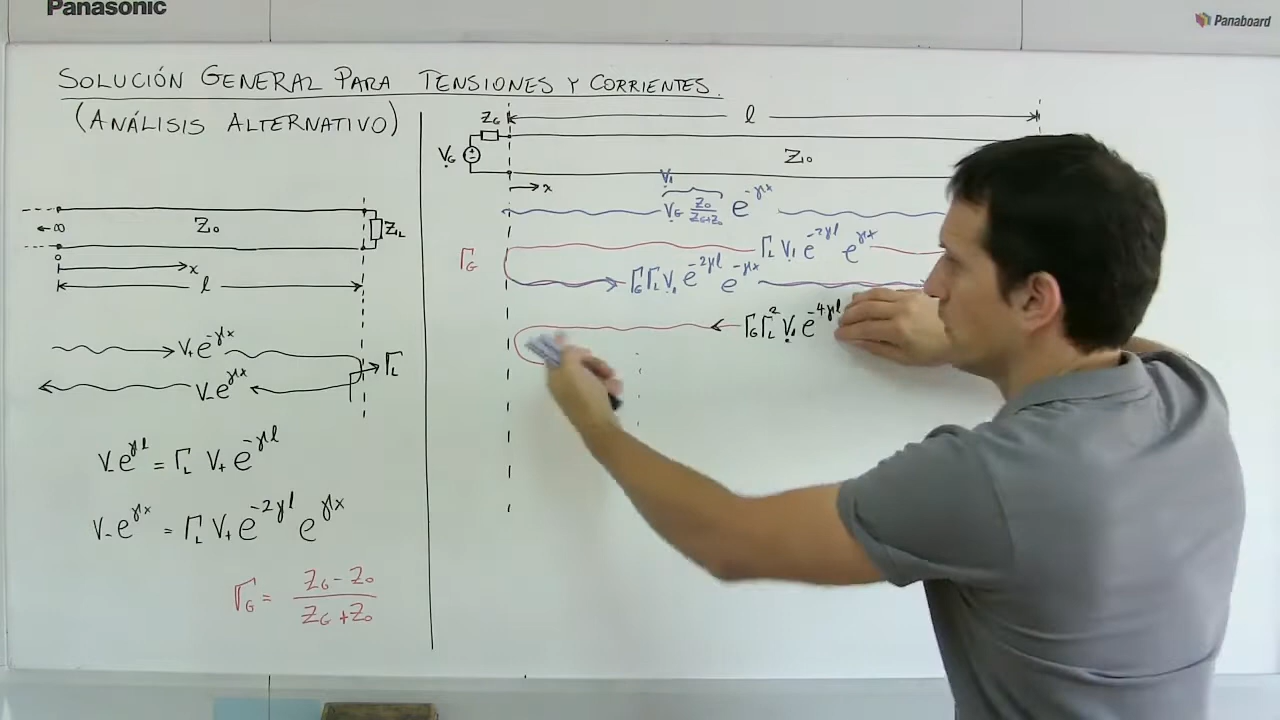 Panasonic
Panaboard
SOLUCIÓN GENERAL PARA TENSIONES Y CORRIENTES.
(ANÁLISIS ALTERNATIVO)
Z₀
Z_L
← ∞
0
x
l
V₊e^{-γx}
V₋e^{γx}
Γ_L
V₋e^{γl} = Γ_L V₊e^{-γl}
V₋e^{γx} = Γ_L V₊e^{-2γl} e^{γx}
Γ_G = (Z_G - Z₀)/(Z_G + Z₀)
Z_G
l
V_G
Z₀
x
V₁
V_G Z₀/(Z_G+Z₀) e^{-γx}
Γ_G
Γ_L V₁ e^{-2γl} e^{γx}
Γ_G Γ_L V₁ e^{-2γl} e^{-γx}
Γ_G Γ_L² V₁ e^{-4γl}